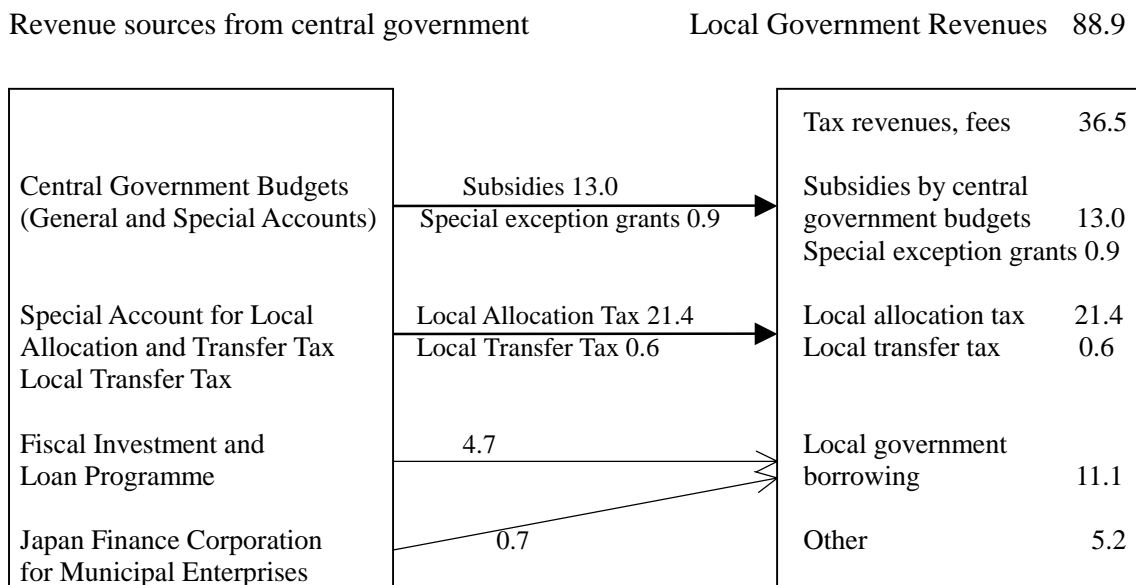 Revenue sources from central government
Local Government Revenues 88.9
Tax revenues, fees 36.5
Central Government Budgets
(General and Special Accounts)
Subsidies 13.0
Special exception grants 0.9
Subsidies by central
government budgets 13.0
Special exception grants 0.9
Special Account for Local
Allocation and Transfer Tax
Local Transfer Tax
Local Allocation Tax 21.4
Local Transfer Tax 0.6
Local allocation tax 21.4
Local transfer tax 0.6
Fiscal Investment and
Loan Programme
4.7
Local government
borrowing 11.1
Japan Finance Corporation
for Municipal Enterprises
0.7
Other 5.2